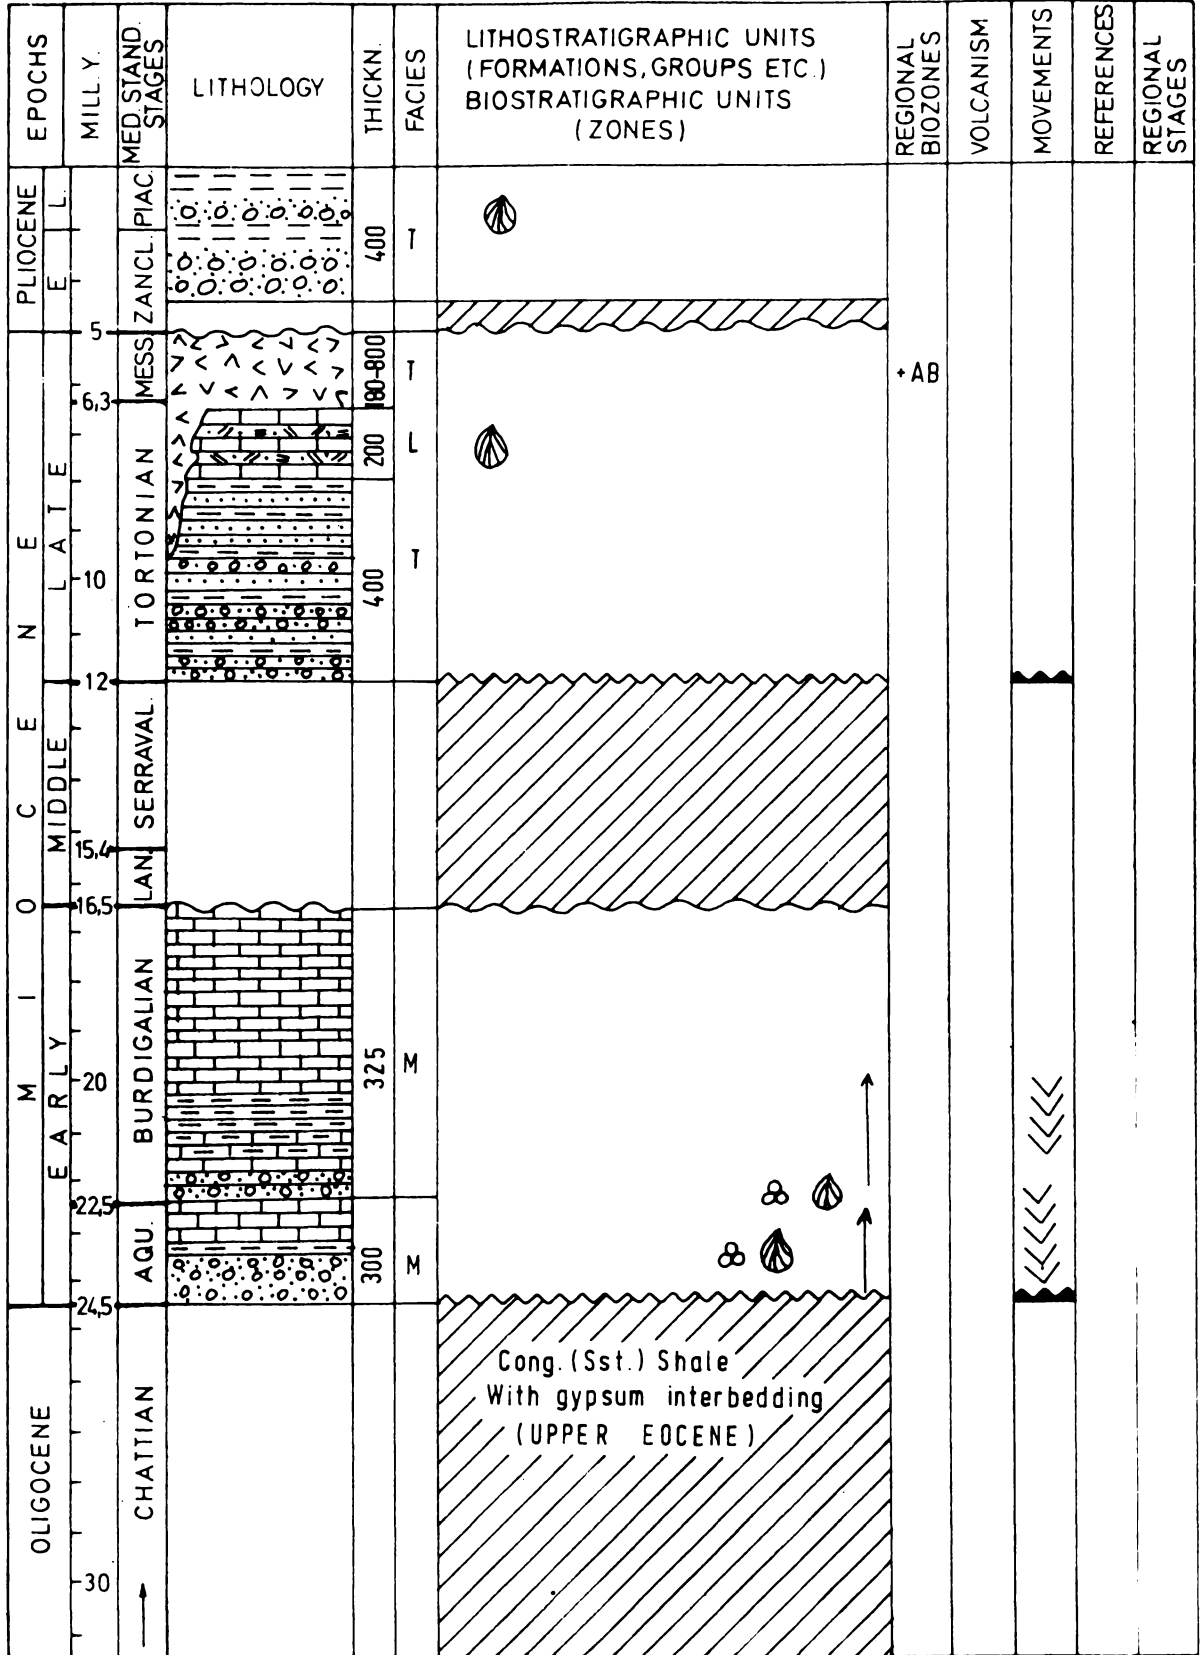 EPOCHS
MILL.Y.
MED.STAND.
STAGES
LITHOLOGY
THICKN.
FACIES
LITHOSTRATIGRAPHIC UNITS
(FORMATIONS, GROUPS ETC.)
BIOSTRATIGRAPHIC UNITS
(ZONES)
REGIONAL
BIOZONES
VOLCANISM
MOVEMENTS
REFERENCES
REGIONAL
STAGES
PLIOCENE
L.
E
PIAC.
ZANCL.
400
T
5
MIOCENE
LATE
MESS.
180-800
T
+AB
6,3
TORTONIAN
200
L
10
400
T
12
MIDDLE
SERRAVAL.
15,4
LAN.
16,5
EARLY
BURDIGALIAN
325
M
20
22,5
AQU.
300
M
24,5
OLIGOCENE
CHATTIAN
Cong.(Sst.) Shale
With gypsum interbedding
(UPPER EOCENE)
30